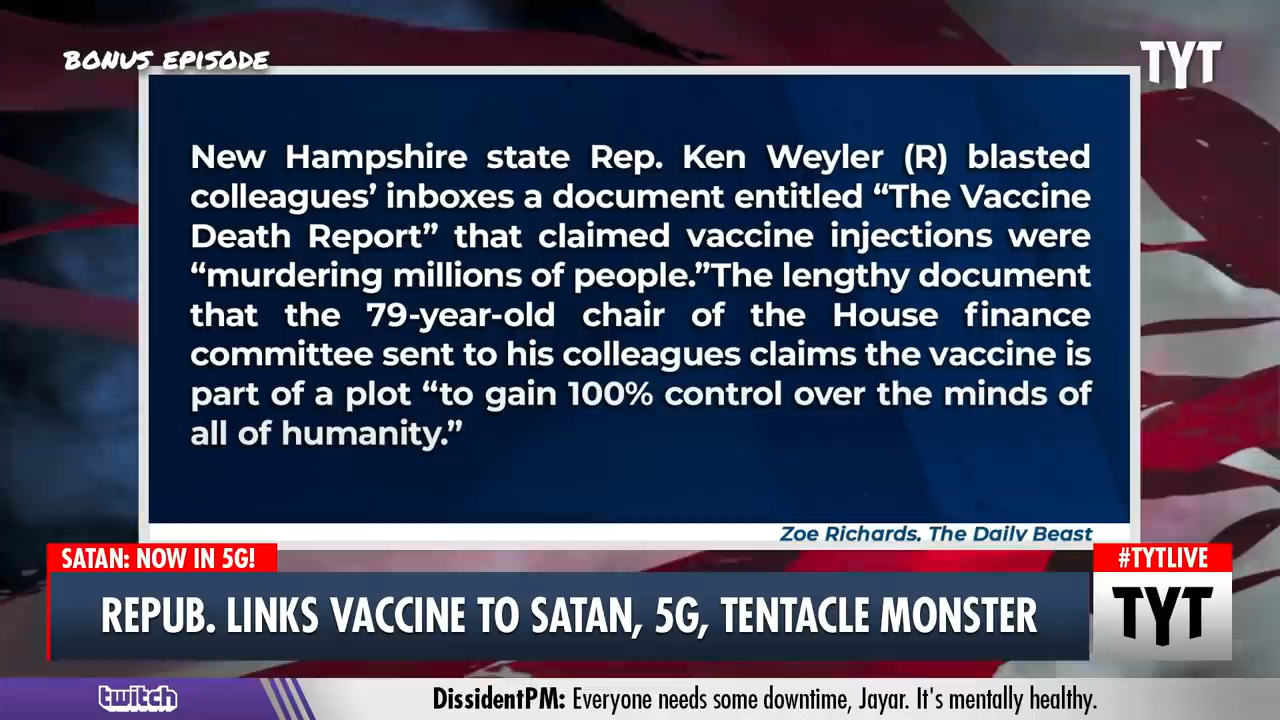 BONUS EPISODE
TYT
New Hampshire state Rep. Ken Weyler (R) blasted
colleagues’ inboxes a document entitled “The Vaccine
Death Report” that claimed vaccine injections were
“murdering millions of people.”The lengthy document
that the 79-year-old chair of the House finance
committee sent to his colleagues claims the vaccine is
part of a plot “to gain 100% control over the minds of
all of humanity.”
Zoe Richards, The Daily Beast
SATAN: NOW IN 5G!
#TYTLIVE
REPUB. LINKS VACCINE TO SATAN, 5G, TENTACLE MONSTER
TYT
twitch
DissidentPM: Everyone needs some downtime, Jayar. It's mentally healthy.